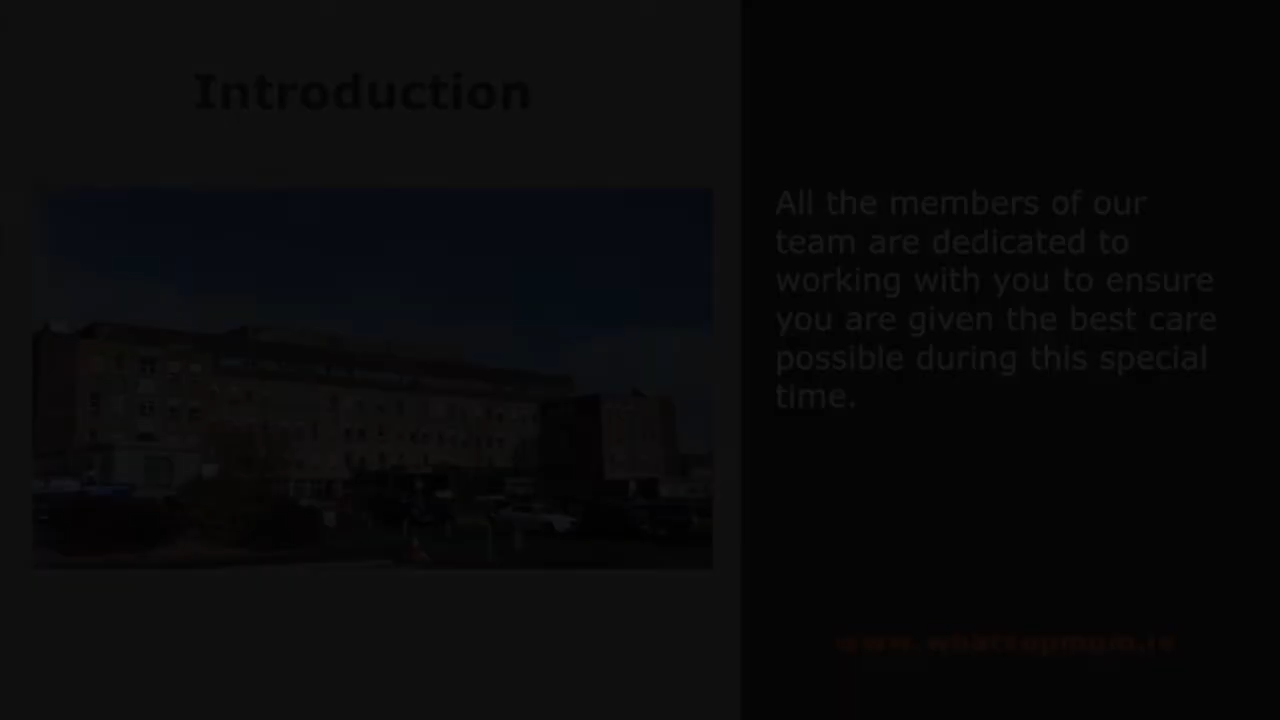 Introduction
All the members of our
team are dedicated to
working with you to ensure
you are given the best care
possible during this special
time.